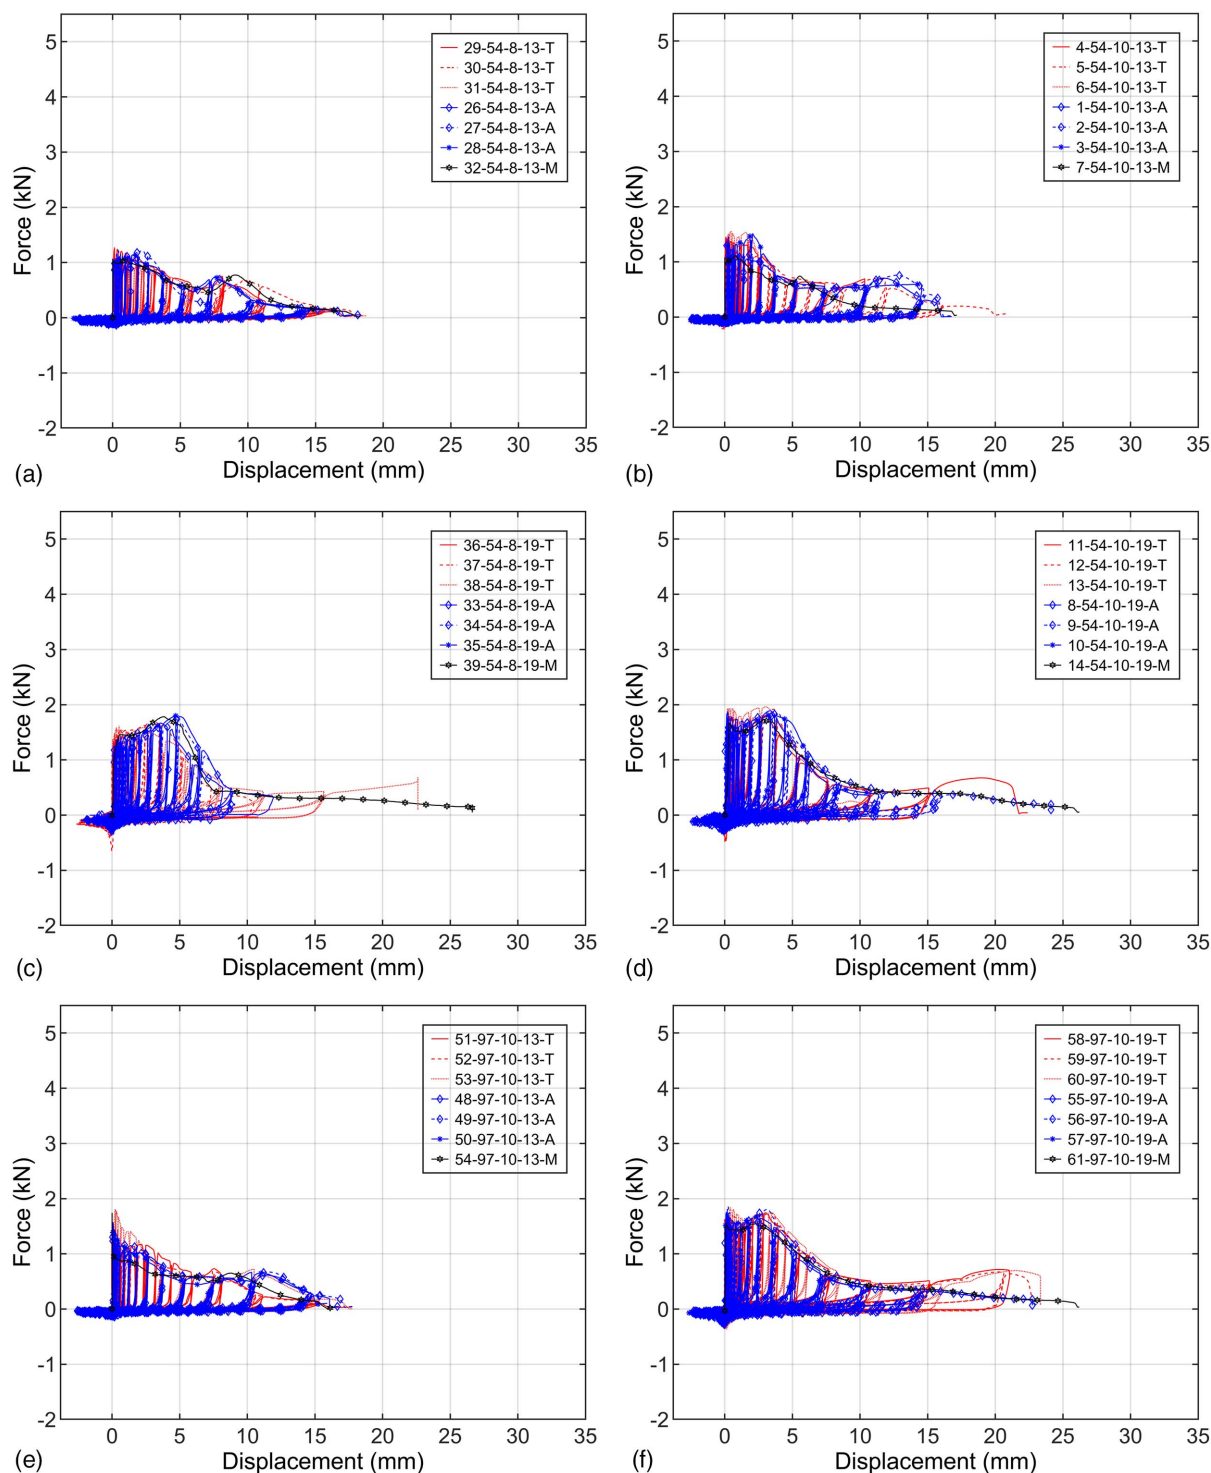 5
4
3
2
1
0
-1
-2
Force (kN)
29-54-8-13-T
30-54-8-13-T
31-54-8-13-T
26-54-8-13-A
27-54-8-13-A
28-54-8-13-A
32-54-8-13-M
0 5 10 15 20 25 30 35
Displacement (mm)
(a)
5
4
3
2
1
0
-1
-2
Force (kN)
4-54-10-13-T
5-54-10-13-T
6-54-10-13-T
1-54-10-13-A
2-54-10-13-A
3-54-10-13-A
7-54-10-13-M
0 5 10 15 20 25 30 35
Displacement (mm)
(b)
5
4
3
2
1
0
-1
-2
Force (kN)
36-54-8-19-T
37-54-8-19-T
38-54-8-19-T
33-54-8-19-A
34-54-8-19-A
35-54-8-19-A
39-54-8-19-M
0 5 10 15 20 25 30 35
Displacement (mm)
(c)
5
4
3
2
1
0
-1
-2
Force (kN)
11-54-10-19-T
12-54-10-19-T
13-54-10-19-T
8-54-10-19-A
9-54-10-19-A
10-54-10-19-A
14-54-10-19-M
0 5 10 15 20 25 30 35
Displacement (mm)
(d)
5
4
3
2
1
0
-1
-2
Force (kN)
51-97-10-13-T
52-97-10-13-T
53-97-10-13-T
48-97-10-13-A
49-97-10-13-A
50-97-10-13-A
54-97-10-13-M
0 5 10 15 20 25 30 35
Displacement (mm)
(e)
5
4
3
2
1
0
-1
-2
Force (kN)
58-97-10-19-T
59-97-10-19-T
60-97-10-19-T
55-97-10-19-A
56-97-10-19-A
57-97-10-19-A
61-97-10-19-M
0 5 10 15 20 25 30 35
Displacement (mm)
(f)